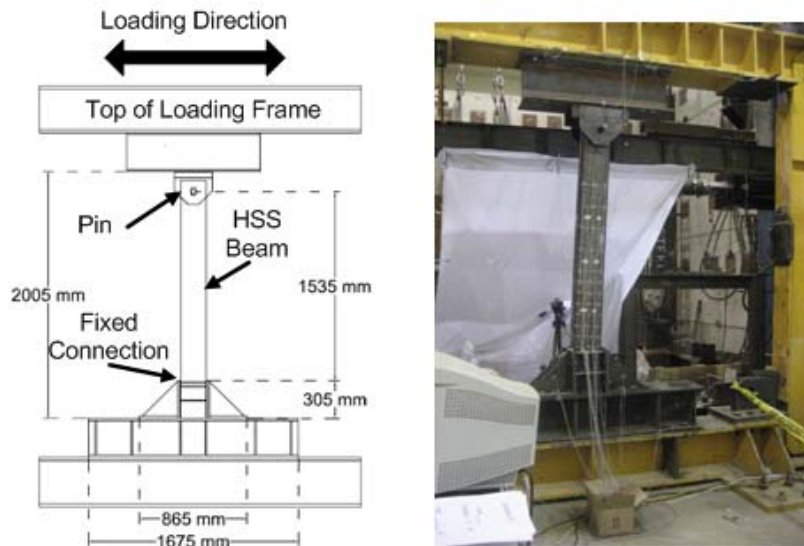 Loading Direction
Top of Loading Frame
Pin
HSS
Beam
2005 mm
1535 mm
Fixed
Connection
305 mm
865 mm
1675 mm